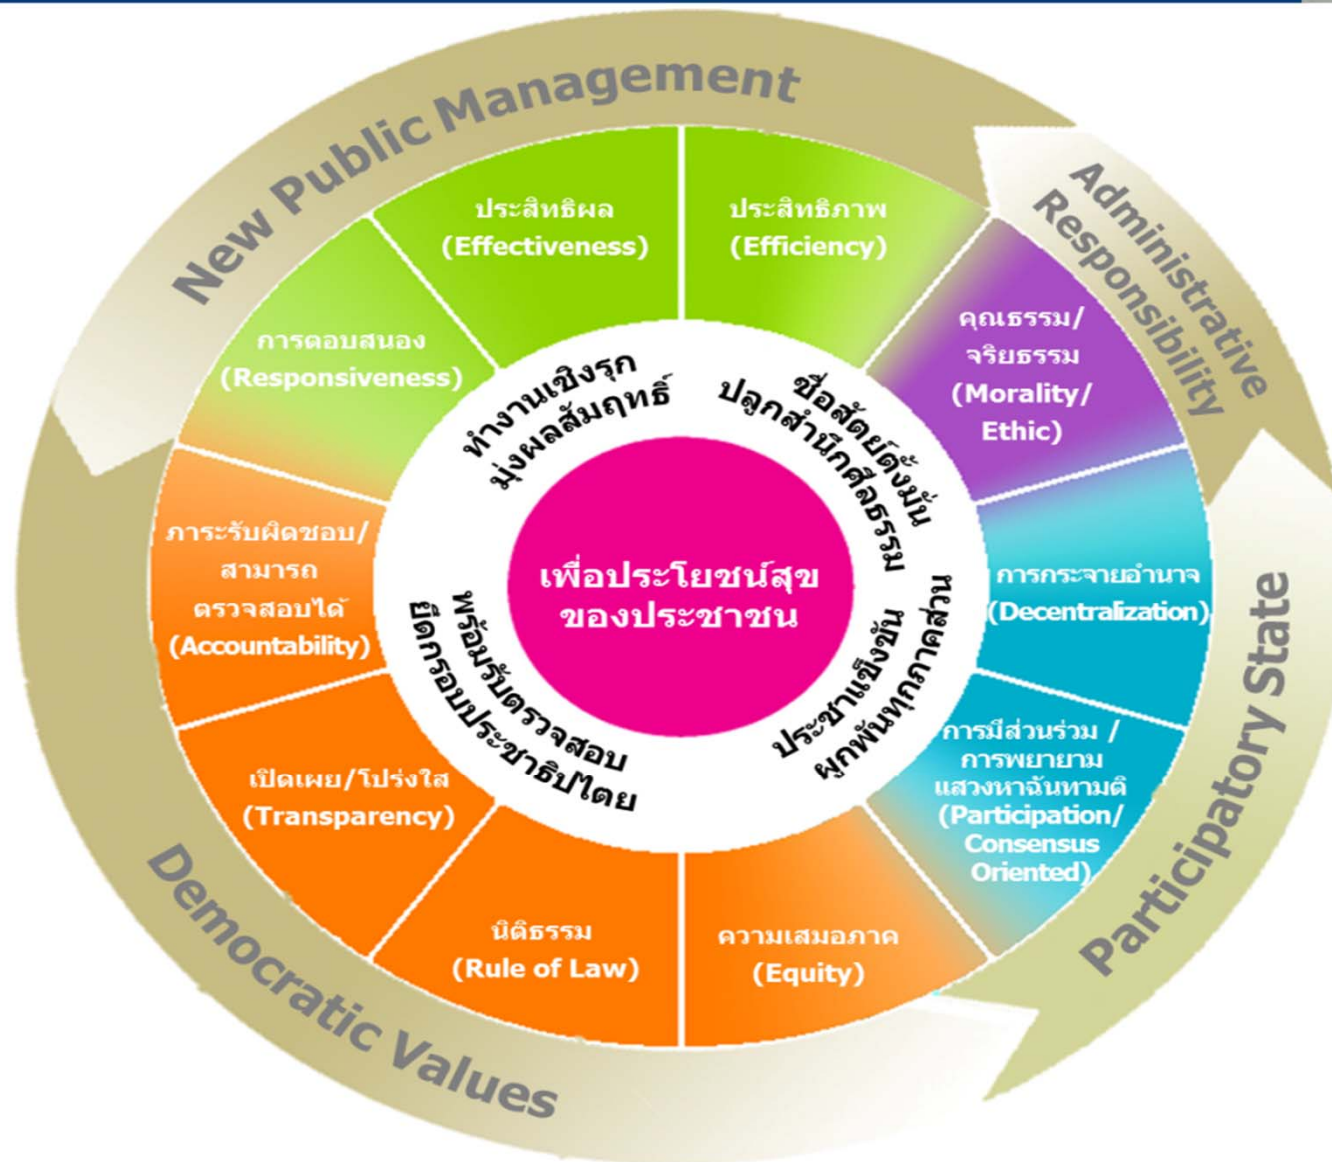 New Public Management
Administrative
Responsibility
Participatory State
Democratic Values
ประสิทธิผล
(Effectiveness)
ประสิทธิภาพ
(Efficiency)
คุณธรรม/
จริยธรรม
(Morality/
Ethic)
การกระจายอำนาจ
(Decentralization)
การมีส่วนร่วม /
การพยายาม
แสวงหาฉันทามติ
(Participation/
Consensus
Oriented)
ความเสมอภาค
(Equity)
นิติธรรม
(Rule of Law)
เปิดเผย/โปร่งใส
(Transparency)
ภาระรับผิดชอบ/
สามารถ
ตรวจสอบได้
(Accountability)
การตอบสนอง
(Responsiveness)
ทำงานเชิงรุก
มุ่งผลสัมฤทธิ์
ซื่อสัตย์ตั้งมั่น
ปลูกสำนึกศีลธรรม
ประชาแข็งขัน
ผูกพันทุกภาคส่วน
พร้อมรับตรวจสอบ
ยึดกรอบประชาธิปไตย
เพื่อประโยชน์สุข
ของประชาชน